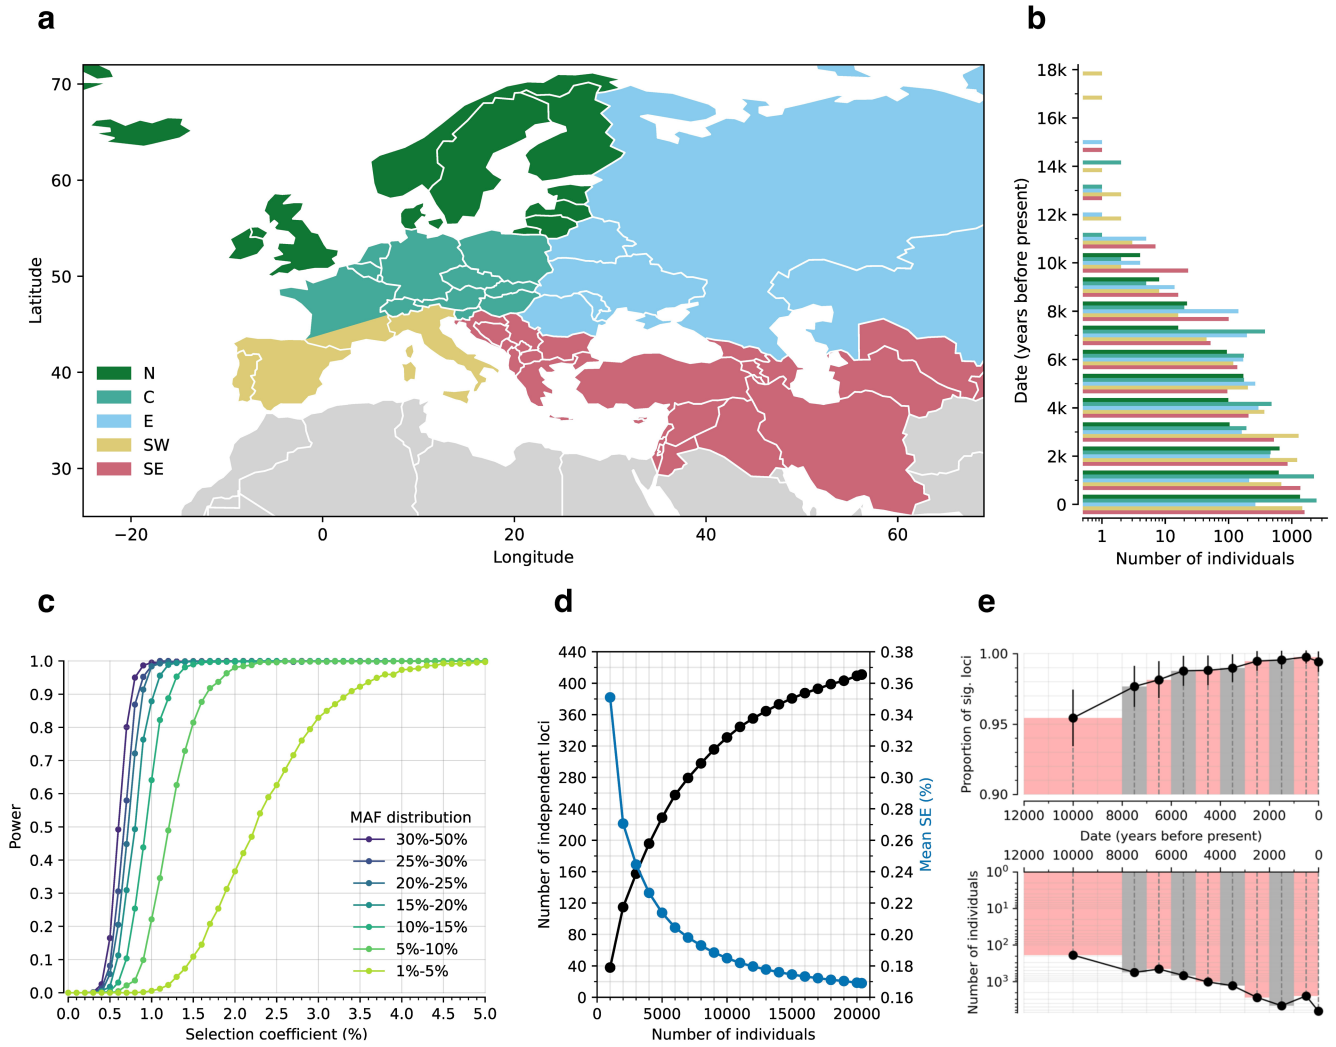 a
70
60
50
40
30
Latitude
N
C
E
SW
SE
−20
0
20
40
60
Longitude
b
18k
16k
14k
12k
10k
8k
6k
4k
2k
0
Date (years before present)
1
10
100
1000
Number of individuals
c
1.0
0.9
0.8
0.7
0.6
0.5
0.4
0.3
0.2
0.1
0.0
Power
MAF distribution
30%-50%
25%-30%
20%-25%
15%-20%
10%-15%
5%-10%
1%-5%
0.0 0.5 1.0 1.5 2.0 2.5 3.0 3.5 4.0 4.5 5.0
Selection coefficient (%)
d
440
400
360
320
280
240
200
160
120
80
40
0
Number of independent loci
0.38
0.36
0.34
0.32
0.30
0.28
0.26
0.24
0.22
0.20
0.18
0.16
Mean SE (%)
0 5000 10000 15000 20000
Number of individuals
e
1.00
0.95
0.90
Proportion of sig. loci
12000 10000 8000 6000 4000 2000 0
Date (years before present)
12000 10000 8000 6000 4000 2000 0
10⁰
10¹
10²
10³
Number of individuals